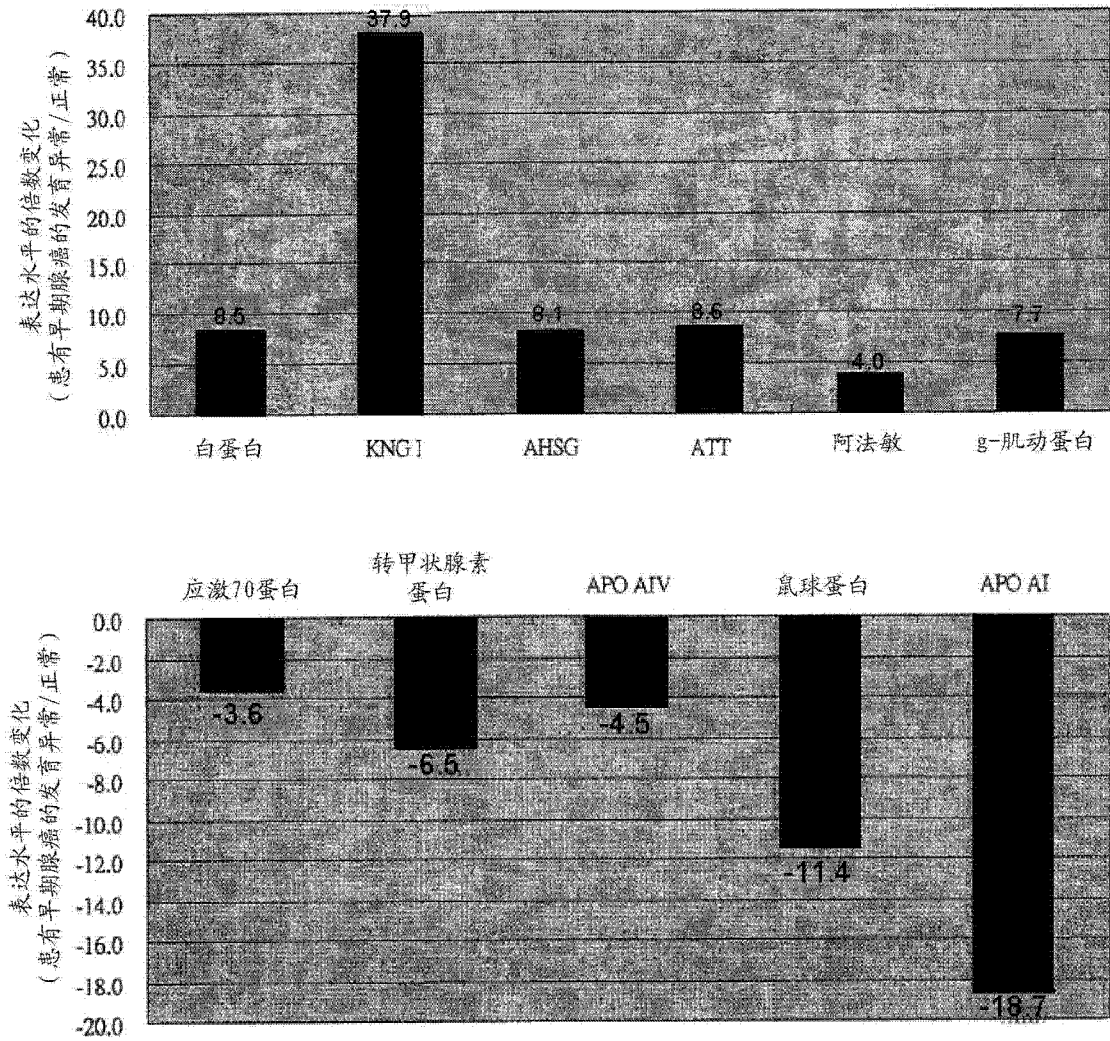 表达水平的倍数变化
(患有早期腺癌的发育异常/正常)
40.0
35.0
30.0
25.0
20.0
15.0
10.0
5.0
0.0
8.5
37.9
8.1
8.6
4.0
7.7
白蛋白
KNG I
AHSG
ATT
阿法敏
g-肌动蛋白
应激70蛋白
转甲状腺素
蛋白
APO AIV
鼠球蛋白
APO AI
表达水平的倍数变化
(患有早期腺癌的发育异常/正常)
0.0
-2.0
-4.0
-6.0
-8.0
-10.0
-12.0
-14.0
-16.0
-18.0
-20.0
-3.6
-6.5
-4.5
-11.4
-18.7